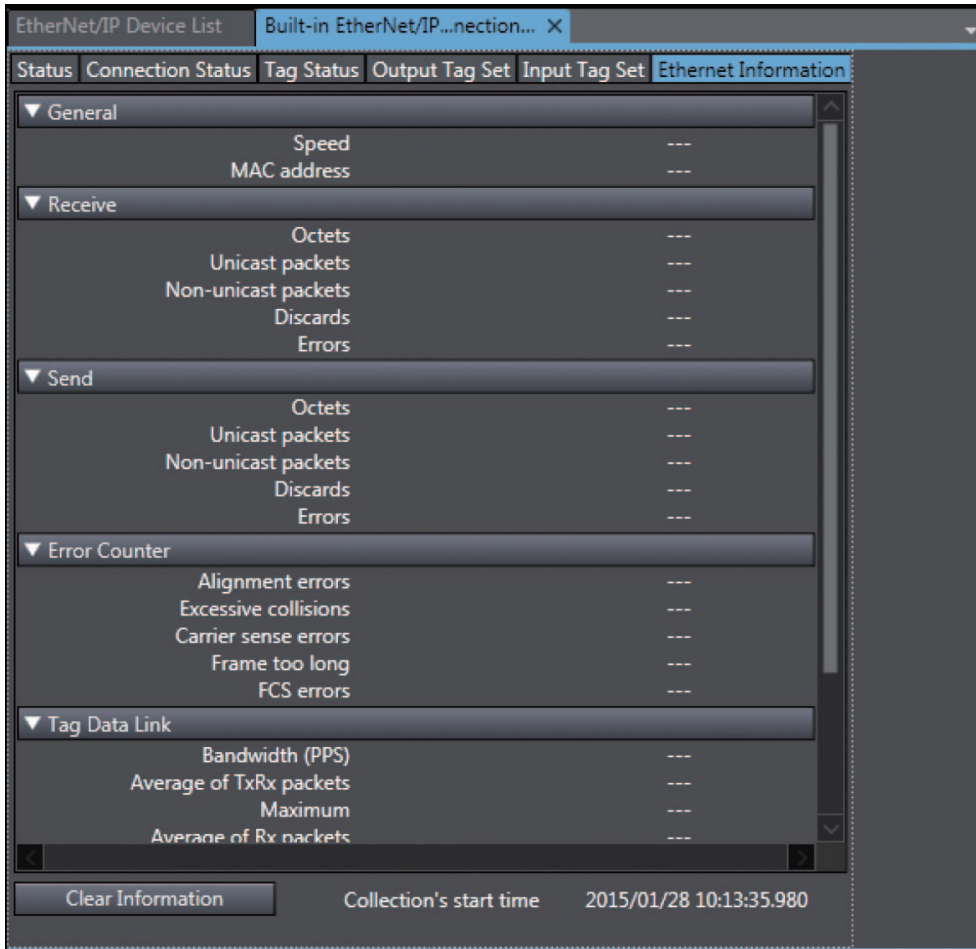 EtherNet/IP Device List Built-in EtherNet/IP...nection... X
Status Connection Status Tag Status Output Tag Set Input Tag Set Ethernet Information
▼ General
Speed ---
MAC address ---
▼ Receive
Octets ---
Unicast packets ---
Non-unicast packets ---
Discards ---
Errors ---
▼ Send
Octets ---
Unicast packets ---
Non-unicast packets ---
Discards ---
Errors ---
▼ Error Counter
Alignment errors ---
Excessive collisions ---
Carrier sense errors ---
Frame too long ---
FCS errors ---
▼ Tag Data Link
Bandwidth (PPS) ---
Average of TxRx packets ---
Maximum ---
Average of Rx packets ---
Clear Information Collection's start time 2015/01/28 10:13:35.980